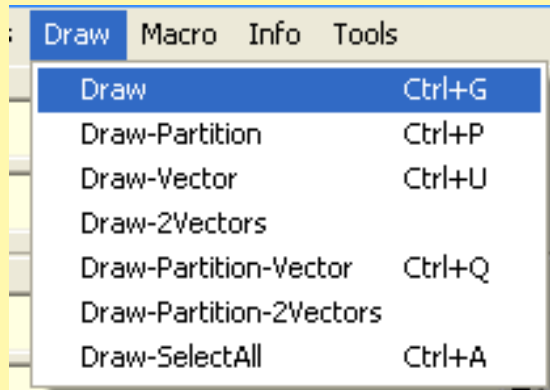 Draw Macro Info Tools
Draw Ctrl+G
Draw-Partition Ctrl+P
Draw-Vector Ctrl+U
Draw-2Vectors
Draw-Partition-Vector Ctrl+Q
Draw-Partition-2Vectors
Draw-SelectAll Ctrl+A